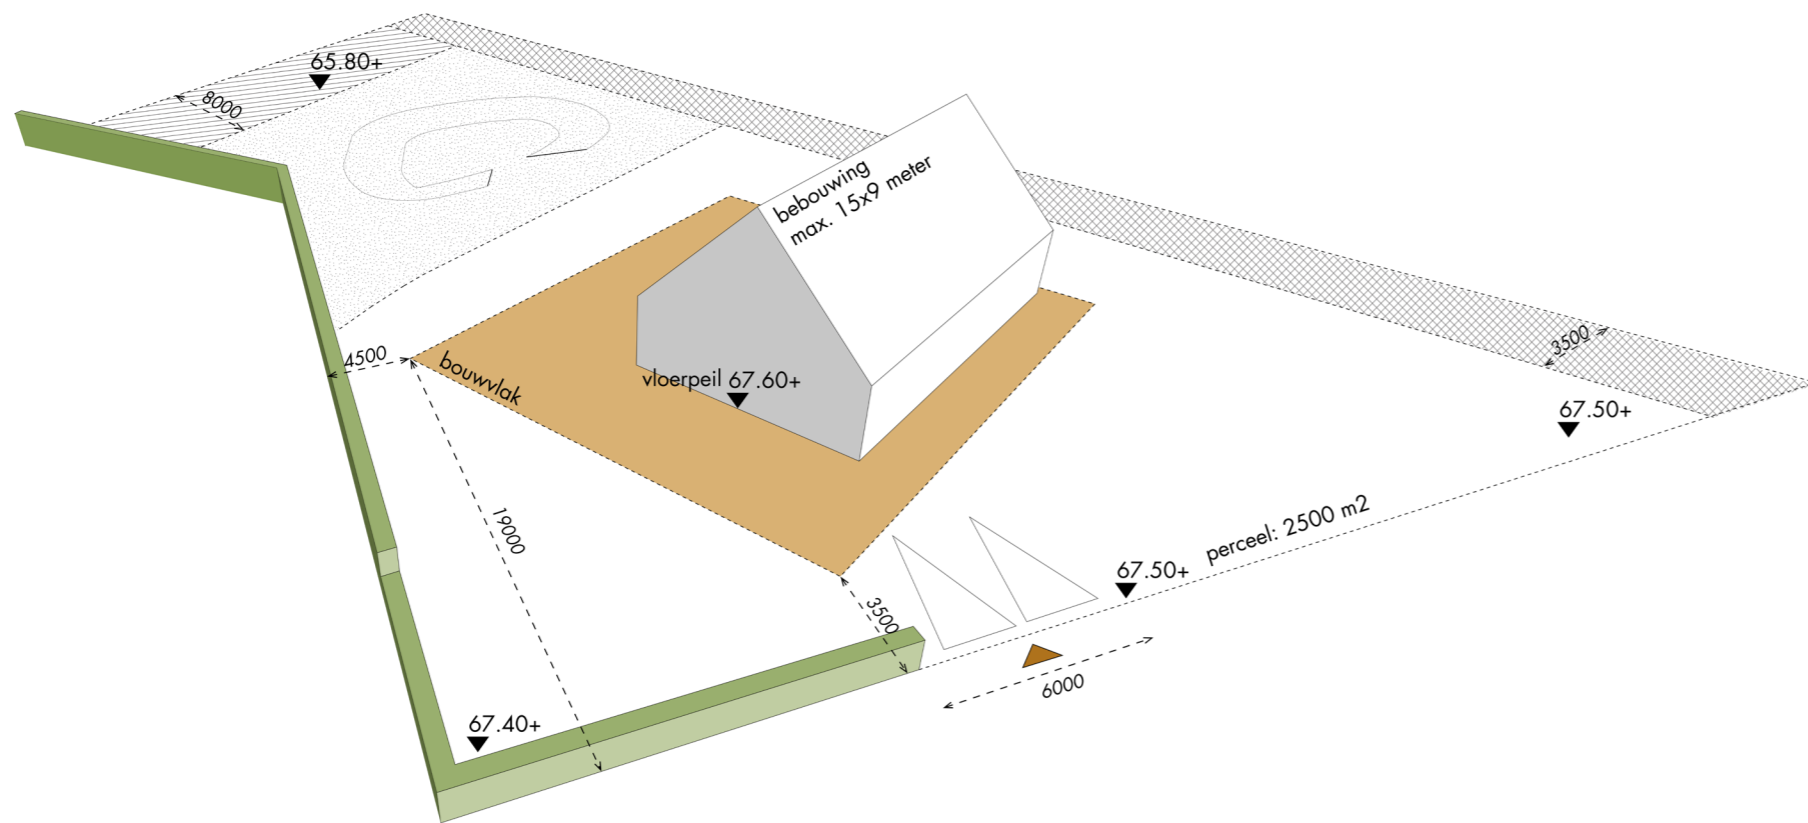 65.80+
8000
bebouwing
max. 15x9 meter
4500
bouwvlak
vloerpeil 67.60+
3500
67.50+
19000
perceel: 2500 m2
67.50+
3500
6000
67.40+